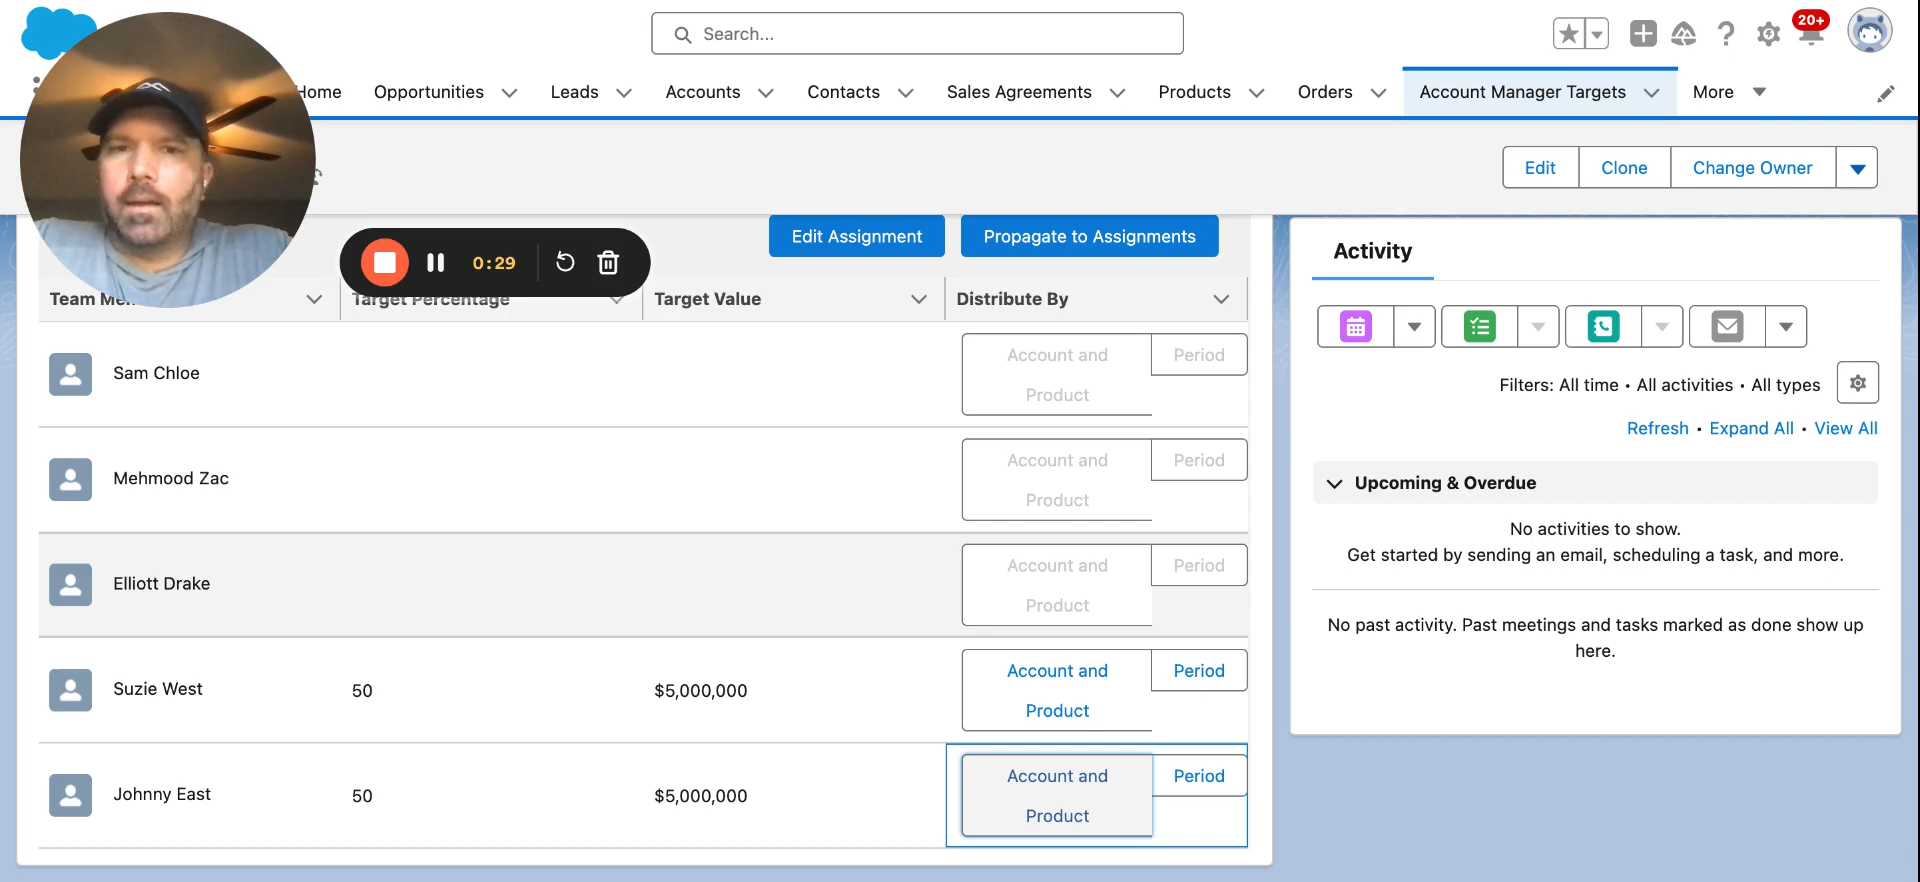 Search...
20+
Home
Opportunities
Leads
Accounts
Contacts
Sales Agreements
Products
Orders
Account Manager Targets
More
Edit
Clone
Change Owner
Edit Assignment
Propagate to Assignments
0:29
Team
Target Percentage
Target Value
Distribute By
Sam Chloe
Account and
Product
Period
Mehmood Zac
Account and
Product
Period
Elliott Drake
Account and
Product
Period
Suzie West
50
$5,000,000
Account and
Product
Period
Johnny East
50
$5,000,000
Account and
Product
Period
Activity
Filters: All time • All activities • All types
Refresh • Expand All • View All
Upcoming & Overdue
No activities to show.
Get started by sending an email, scheduling a task, and more.
No past activity. Past meetings and tasks marked as done show up
here.